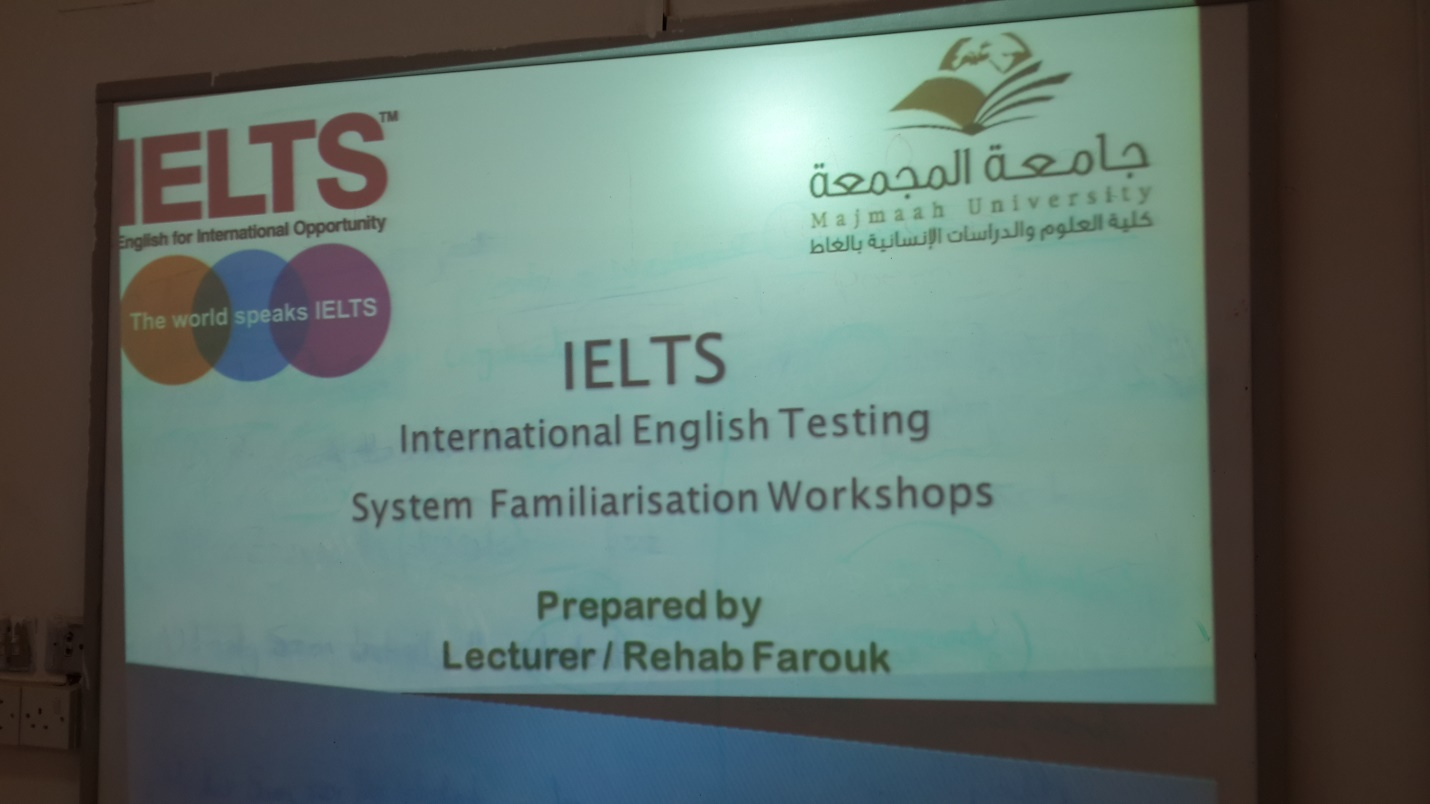 IELTS™
English for International Opportunity
The world speaks IELTS
جامعة المجمعة
Majmaah University
كلية العلوم والدراسات الإنسانية بالغاط
IELTS
International English Testing
System Familiarisation Workshops
Prepared by
Lecturer / Rehab Farouk